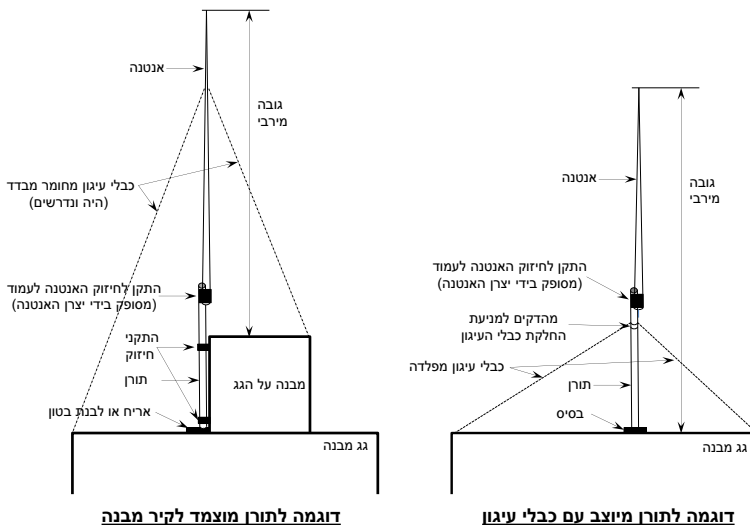 אנטנה
גובה
מירבי
כבלי עיגון מחומר מבדד
(היה ונדרשים)
התקן לחיזוק האנטנה לעמוד
(מסופק בידי יצרן האנטנה)
התקני
חיזוק
תורן
מבנה על הגג
אריח או לבנת בטון
גג מבנה
דוגמה לתורן מוצמד לקיר מבנה
אנטנה
גובה
מירבי
התקן לחיזוק האנטנה לעמוד
(מסופק בידי יצרן האנטנה)
מהדקים למניעת
החלקת כבלי העיגון
כבלי עיגון מפלדה
תורן
בסיס
גג מבנה
דוגמה לתורן מיוצב עם כבלי עיגון